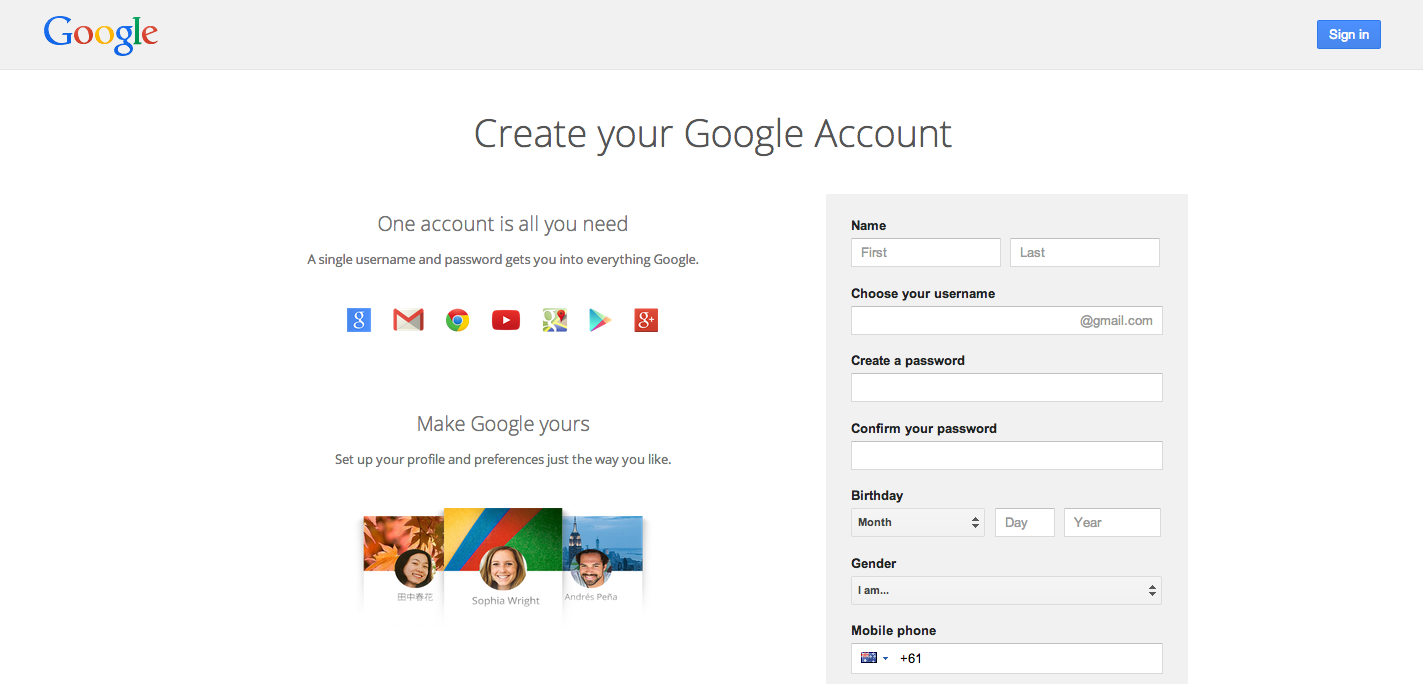 Google
Sign in
Create your Google Account
One account is all you need
A single username and password gets you into everything Google.
g
g+
Make Google yours
Set up your profile and preferences just the way you like.
田中春花
Sophia Wright
Andrés Peña
Name
First
Last
Choose your username
@gmail.com
Create a password
Confirm your password
Birthday
Month
Day
Year
Gender
I am...
Mobile phone
+61